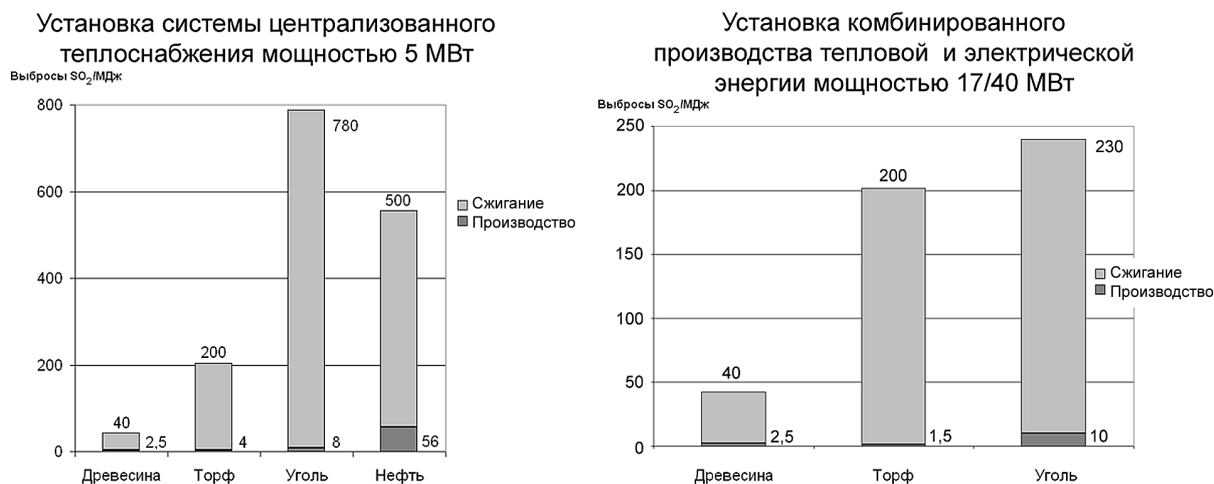 Установка системы централизованного
теплоснабжения мощностью 5 МВт
Выбросы SO2/МДж
800
600
400
200
0
780
500
200
40
2,5
4
8
56
Древесина
Торф
Уголь
Нефть
Сжигание
Производство
Установка комбинированного
производства тепловой и электрической
энергии мощностью 17/40 МВт
Выбросы SO2/МДж
250
200
150
100
50
0
230
200
40
2,5
1,5
10
Древесина
Торф
Уголь
Сжигание
Производство